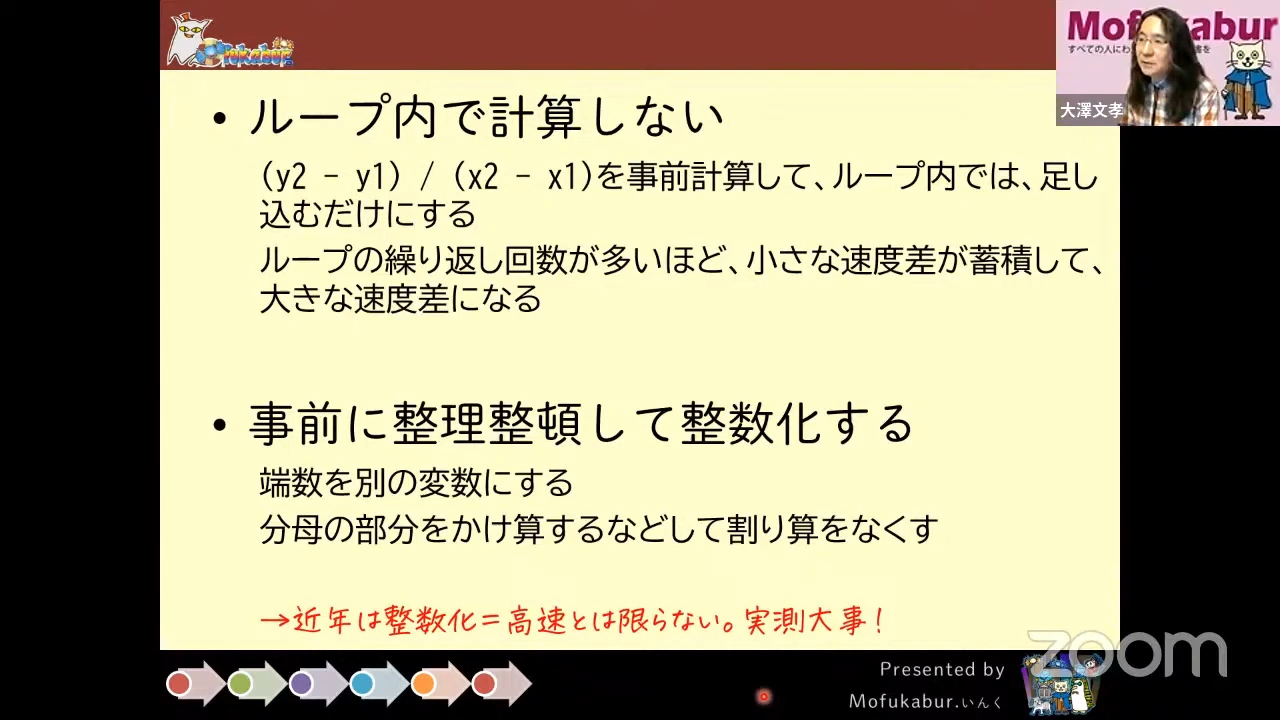 Mofukabur
Mofukabur
大澤文孝
・ループ内で計算しない
(y2 - y1) / (x2 - x1)を事前計算して、ループ内では、足し
込むだけにする
ループの繰り返し回数が多いほど、小さな速度差が蓄積して、
大きな速度差になる
・事前に整理整頓して整数化する
端数を別の変数にする
分母の部分をかけ算するなどして割り算をなくす
→近年は整数化=高速とは限らない。実測大事!
zoom
Presented by
Mofukabur.いんく